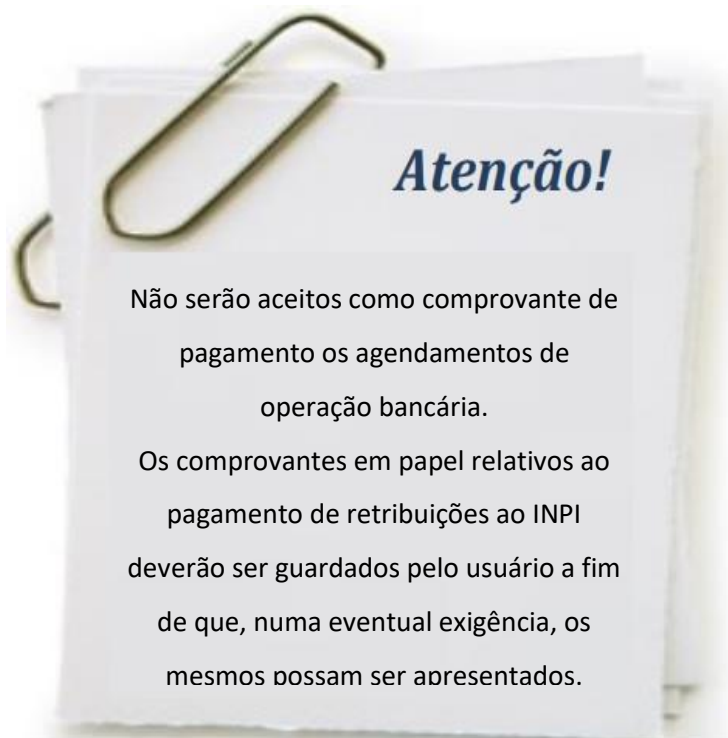 Atenção!
Não serão aceitos como comprovante de
pagamento os agendamentos de
operação bancária.
Os comprovantes em papel relativos ao
pagamento de retribuições ao INPI
deverão ser guardados pelo usuário a fim
de que, numa eventual exigência, os
mesmos possam ser apresentados.